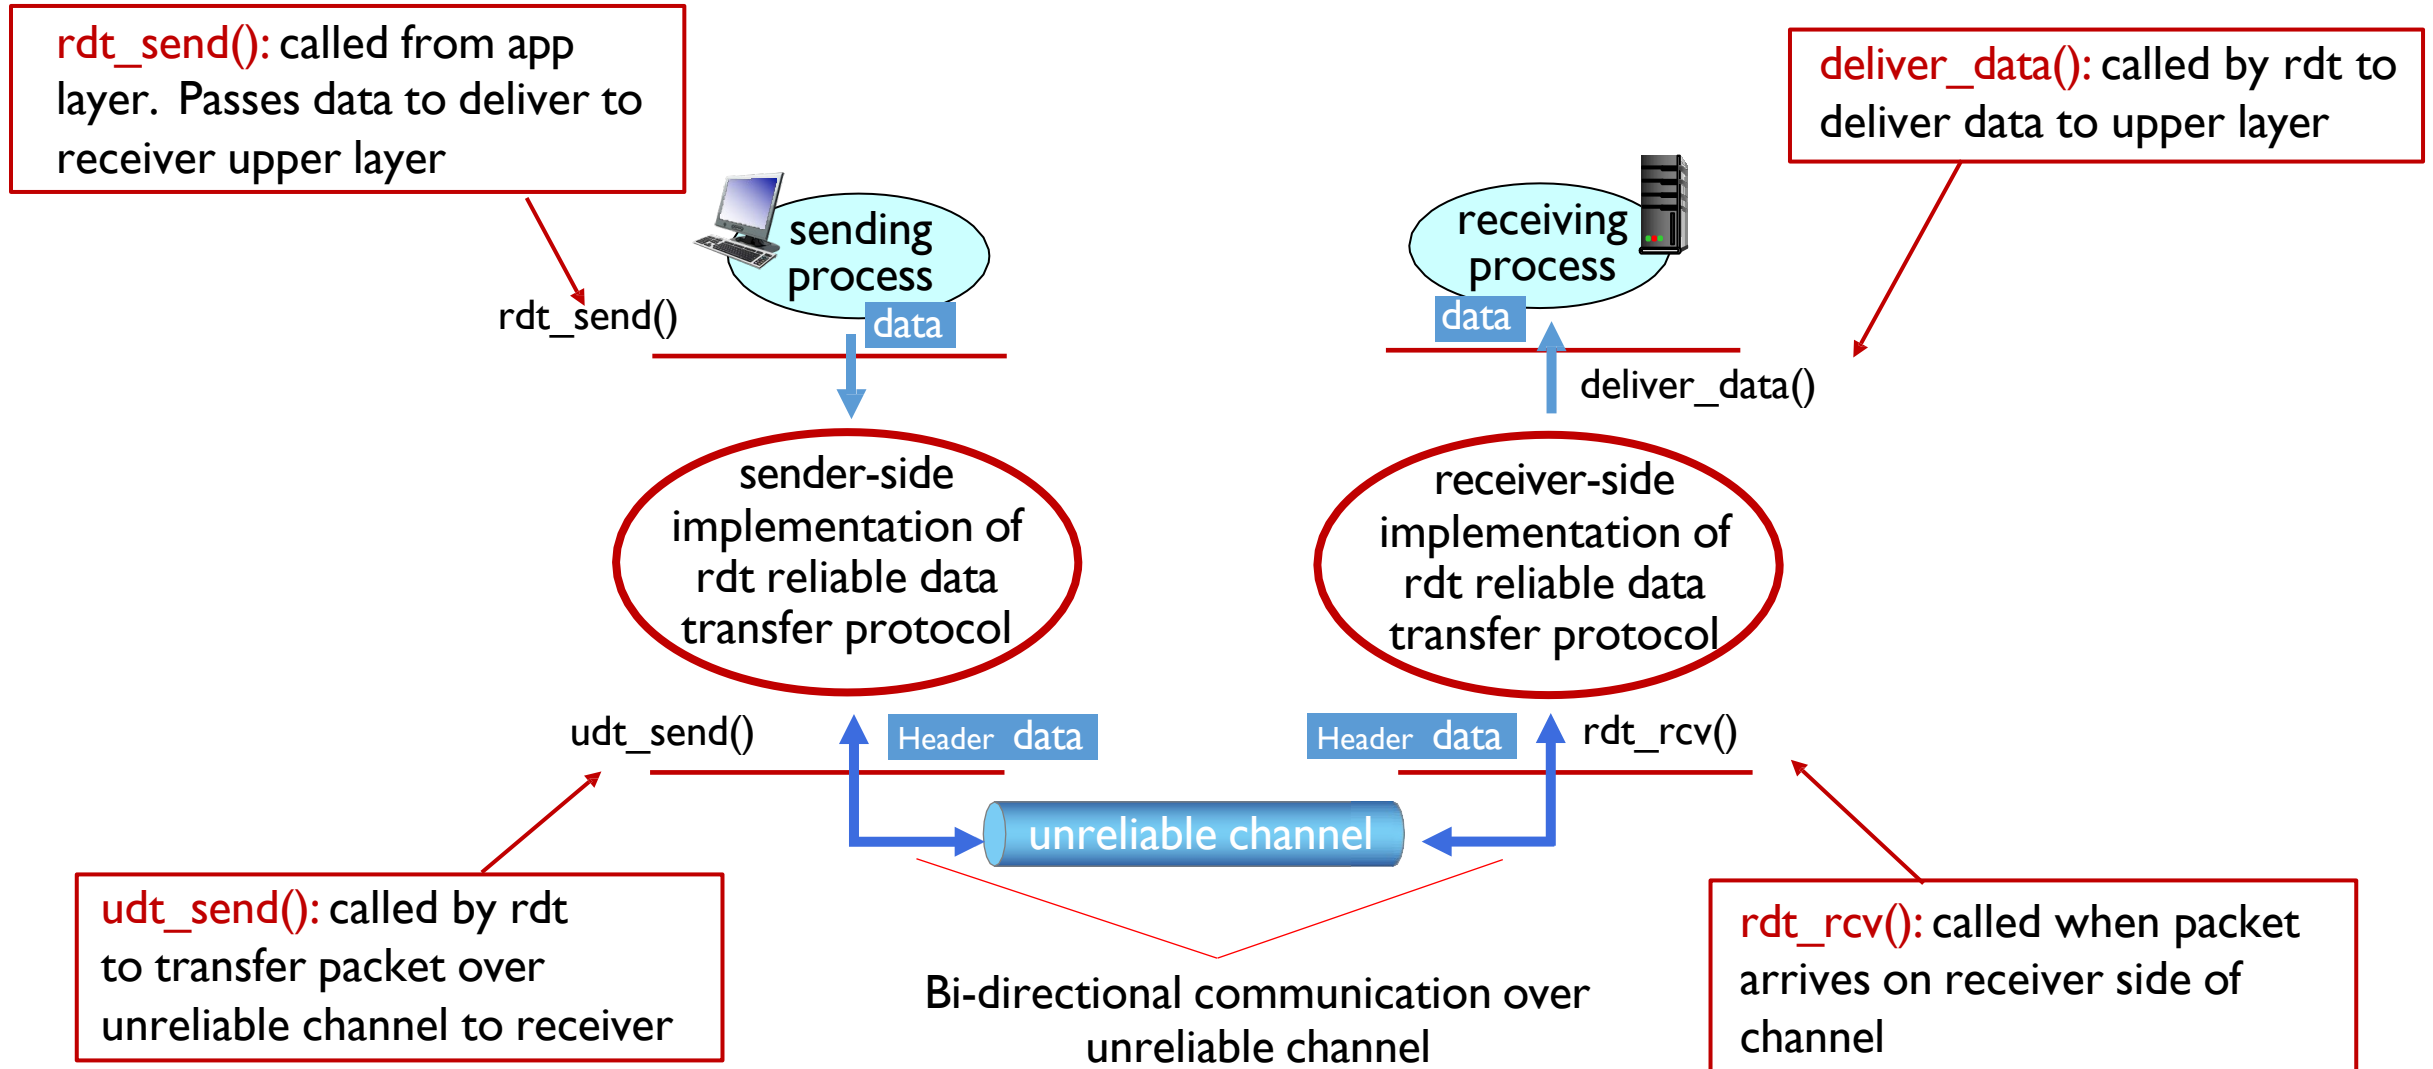 rdt_send(): called from app
layer. Passes data to deliver to
receiver upper layer
deliver_data(): called by rdt to
deliver data to upper layer
sending
process
receiving
process
rdt_send()
data
data
deliver_data()
sender-side
implementation of
rdt reliable data
transfer protocol
receiver-side
implementation of
rdt reliable data
transfer protocol
udt_send()
Header data
Header data
rdt_rcv()
unreliable channel
udt_send(): called by rdt
to transfer packet over
unreliable channel to receiver
Bi-directional communication over
unreliable channel
rdt_rcv(): called when packet
arrives on receiver side of
channel